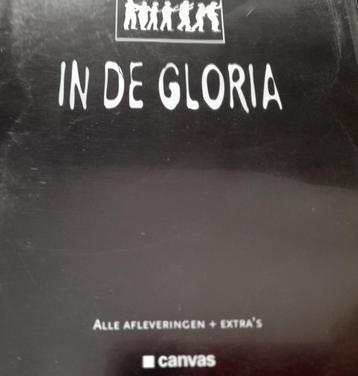 IN DE GLORIA
ALLE AFLEVERINGEN + EXTRA'S
canvas